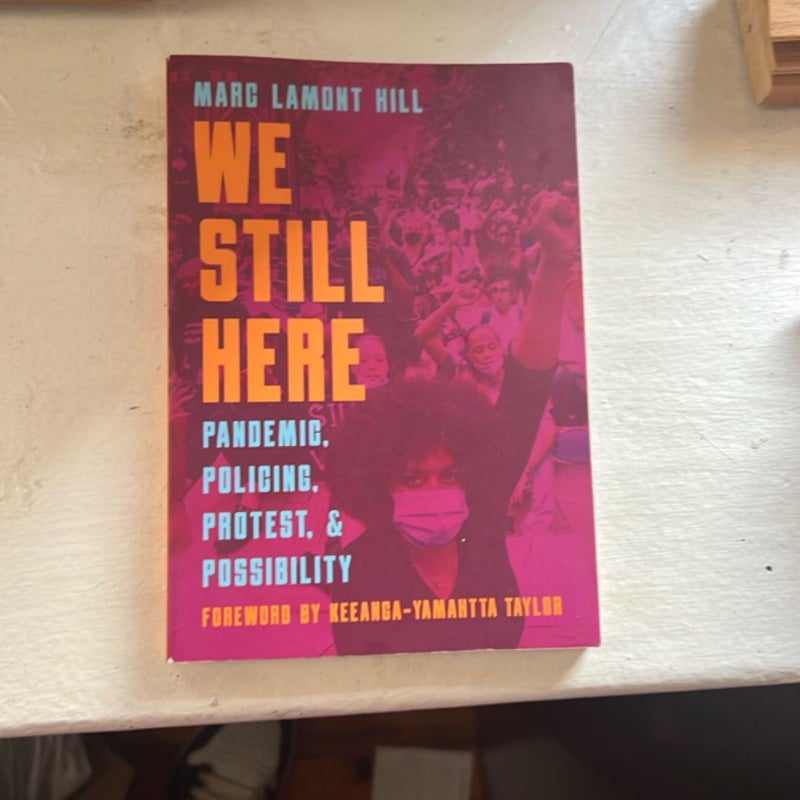 MARC LAMONT HILL
WE
STILL
HERE
PANDEMIC,
POLICING,
PROTEST, &
POSSIBILITY
FOREWORD BY KEEANGA-YAMAHTTA TAYLOR